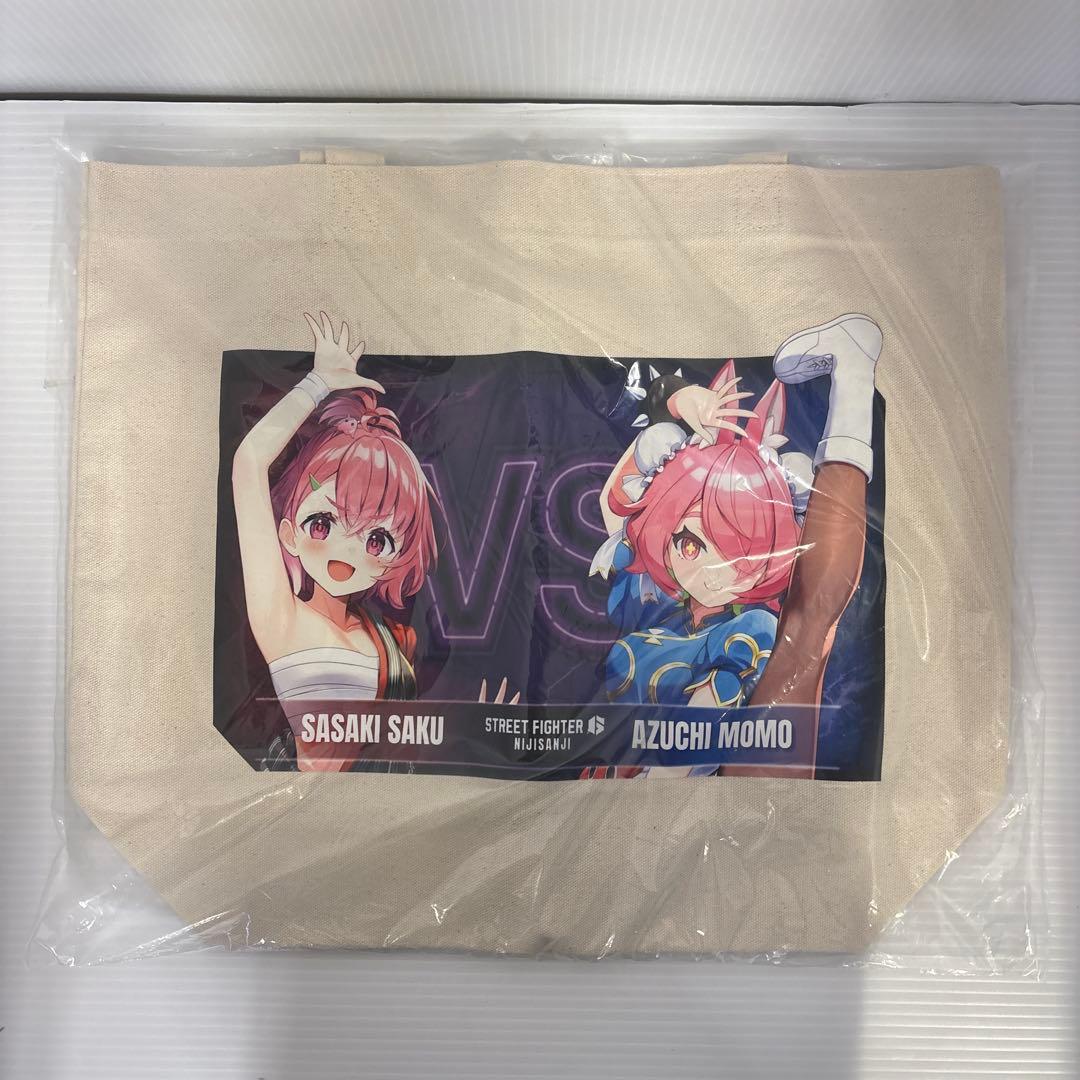 VS
SASAKI SAKU
STREET FIGHTER 6
NIJISANJI
AZUCHI MOMO